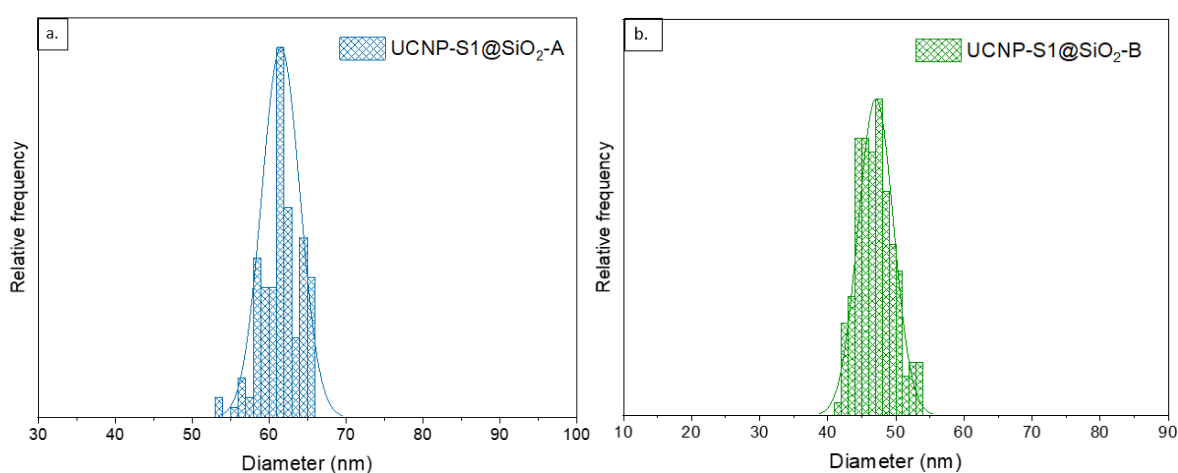 a.
UCNP-S1@SiO₂-A
Relative frequency
30 40 50 60 70 80 90 100
Diameter (nm)
b.
UCNP-S1@SiO₂-B
Relative frequency
10 20 30 40 50 60 70 80 90
Diameter (nm)